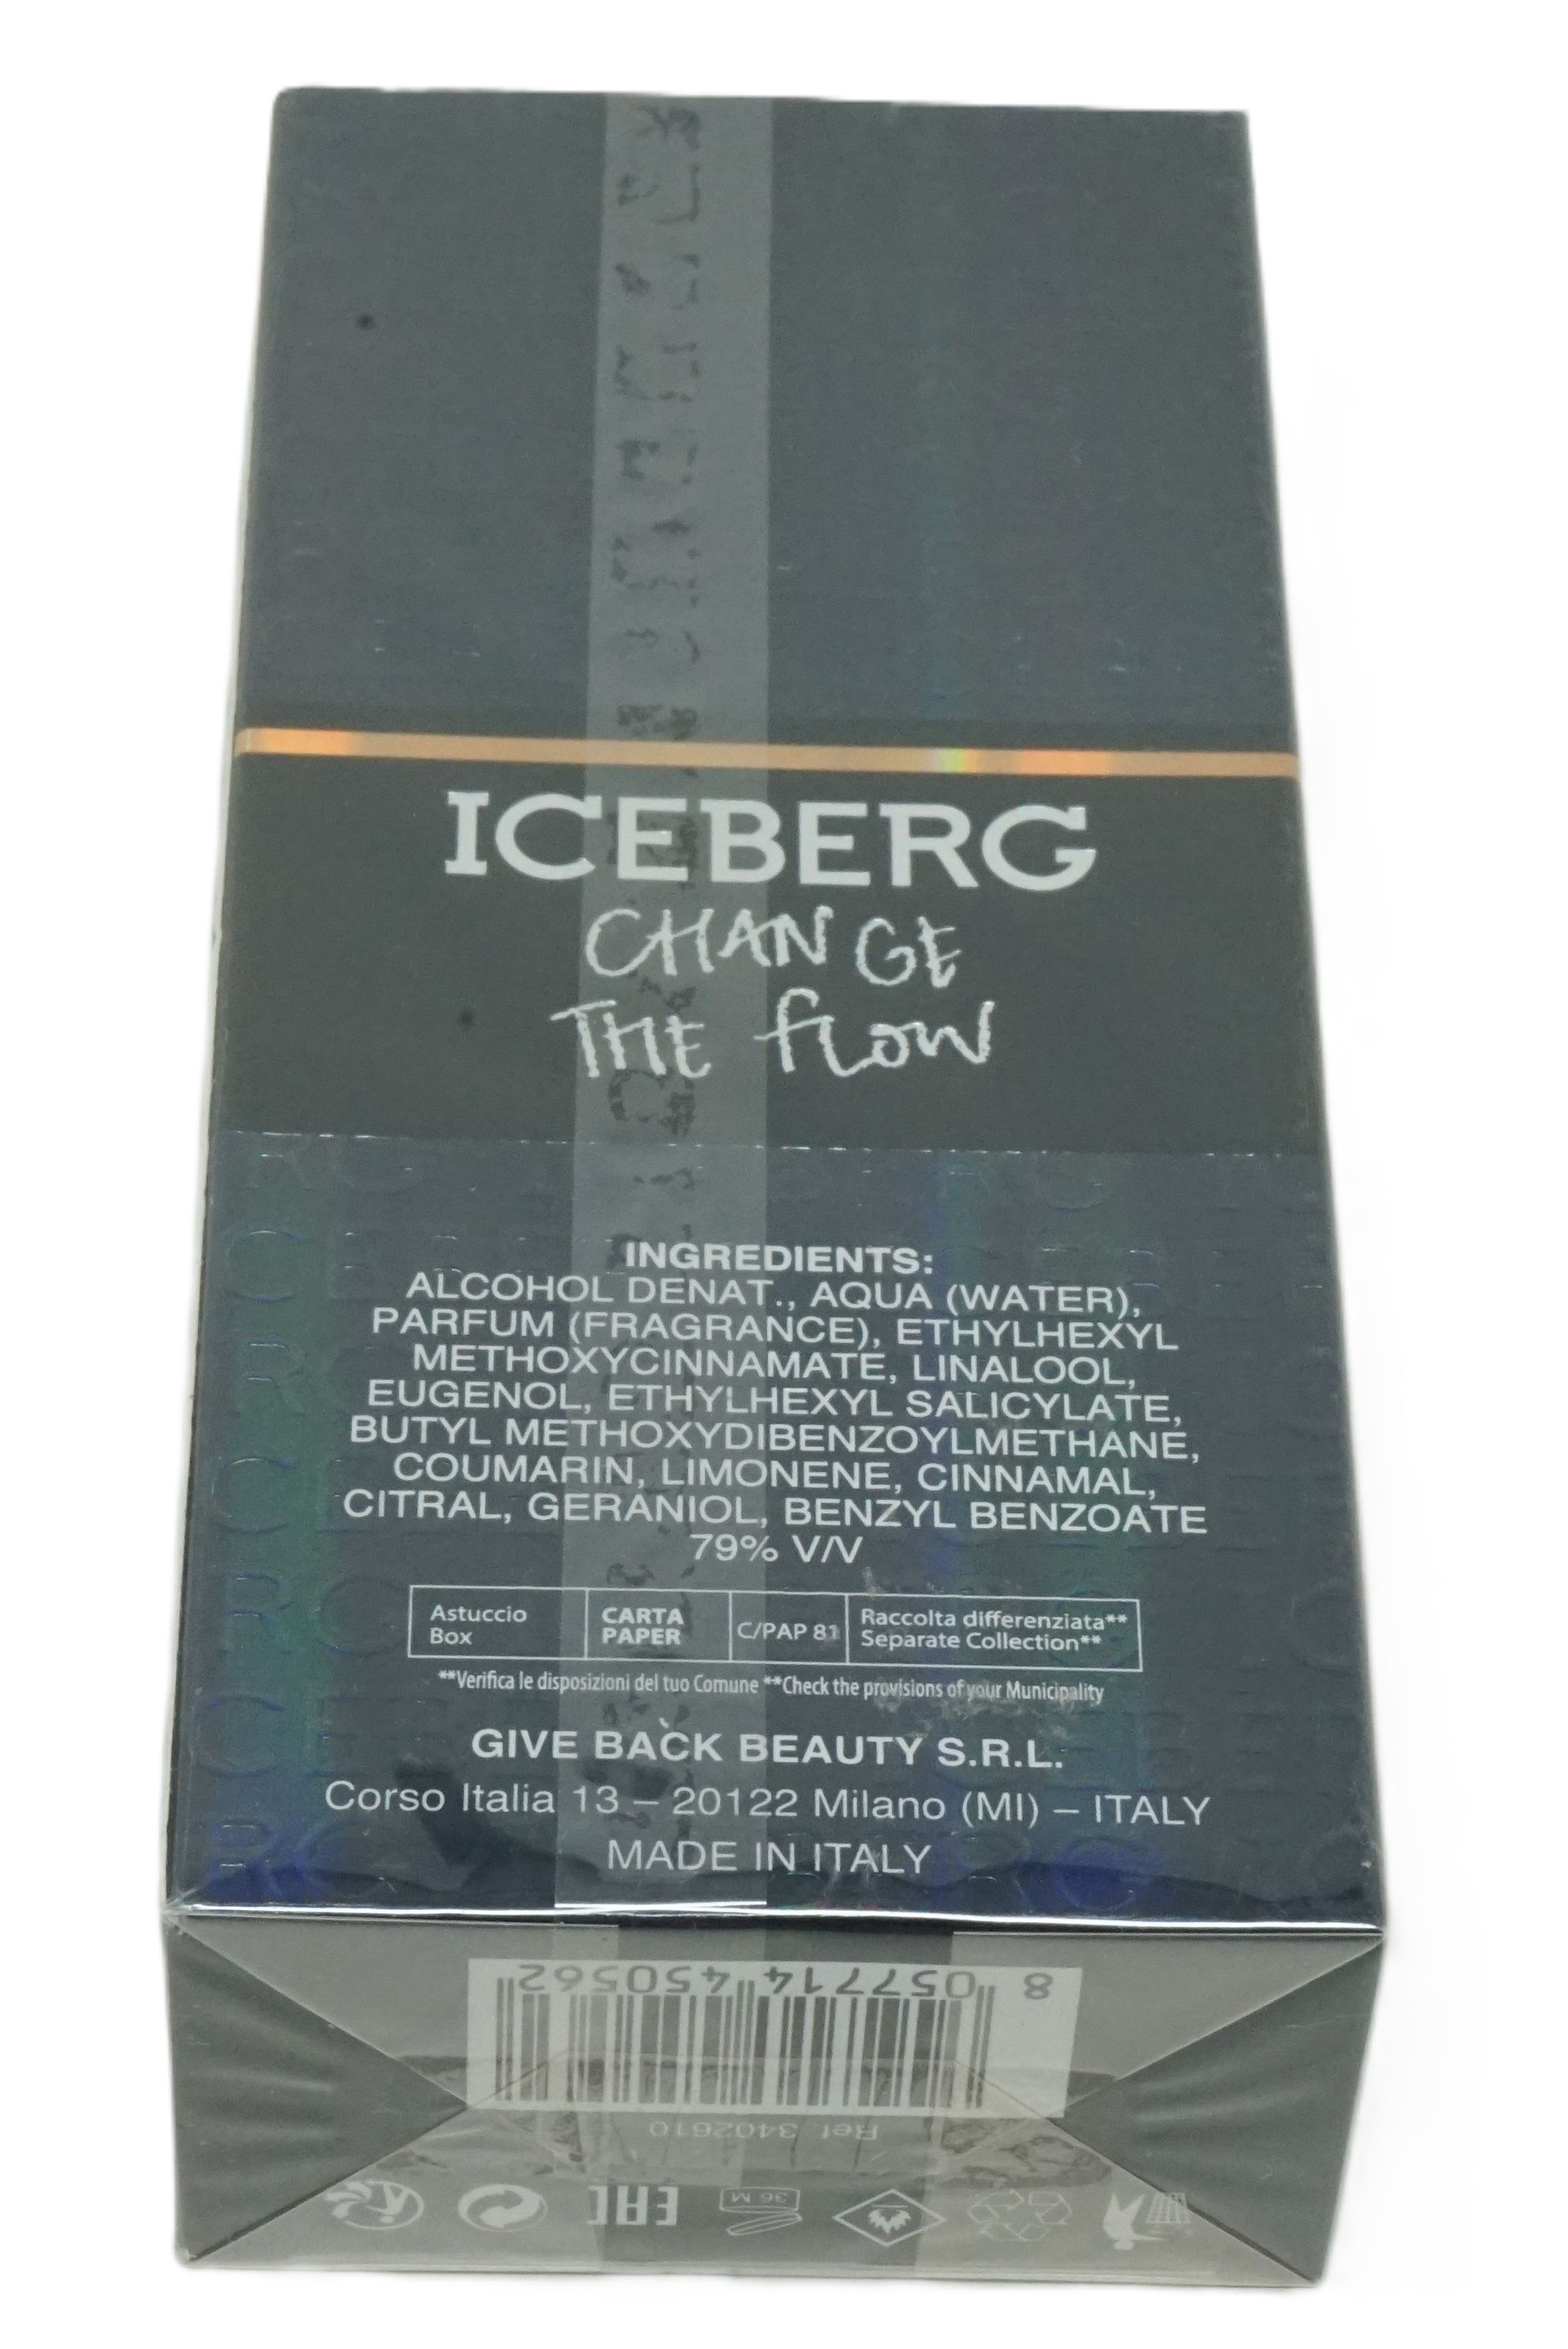 ICEBERG
CHANGE
THE flow
INGREDIENTS:
ALCOHOL DENAT., AQUA (WATER),
PARFUM (FRAGRANCE), ETHYLHEXYL
METHOXYCINNAMATE, LINALOOL,
EUGENOL, ETHYLHEXYL SALICYLATE,
BUTYL METHOXYDIBENZOYLMETHANE,
COUMARIN, LIMONENE, CINNAMAL,
CITRAL, GERANIOL, BENZYL BENZOATE
79% V/V
Astuccio
Box
CARTA
PAPER
C/PAP 81
Raccolta differenziata**
Separate Collection**
**Verifica le disposizioni del tuo Comune **Check the provisions of your Municipality
GIVE BACK BEAUTY S.R.L.
Corso Italia 13 – 20122 Milano (MI) – ITALY
MADE IN ITALY
8 057714 450562
Ref. 3402610
36 M
EAC